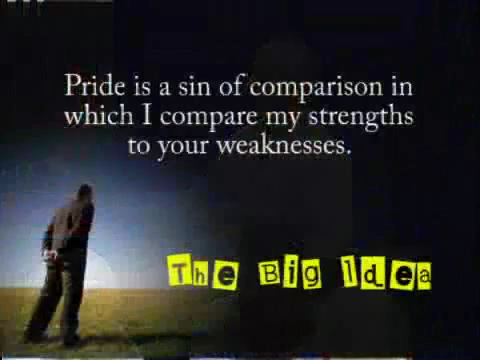 Pride is a sin of comparison in
which I compare my strengths
to your weaknesses.
The Big Idea